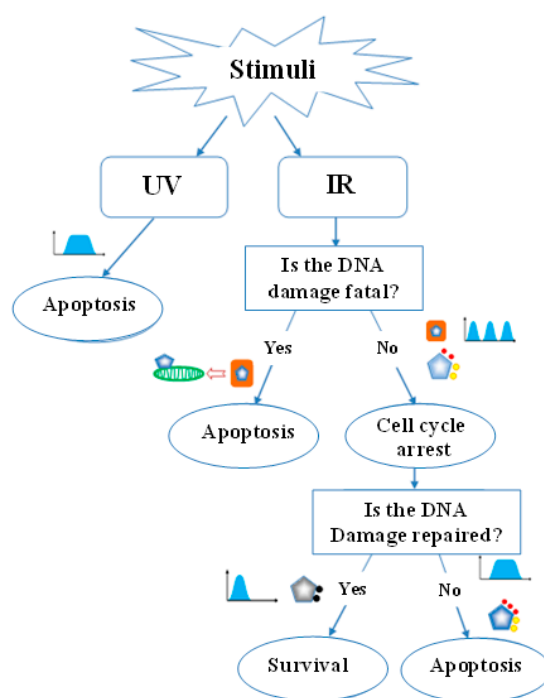 Stimuli
UV
IR
Is the DNA
damage fatal?
Apoptosis
Yes
No
Apoptosis
Cell cycle
arrest
Is the DNA
Damage repaired?
Yes
No
Survival
Apoptosis